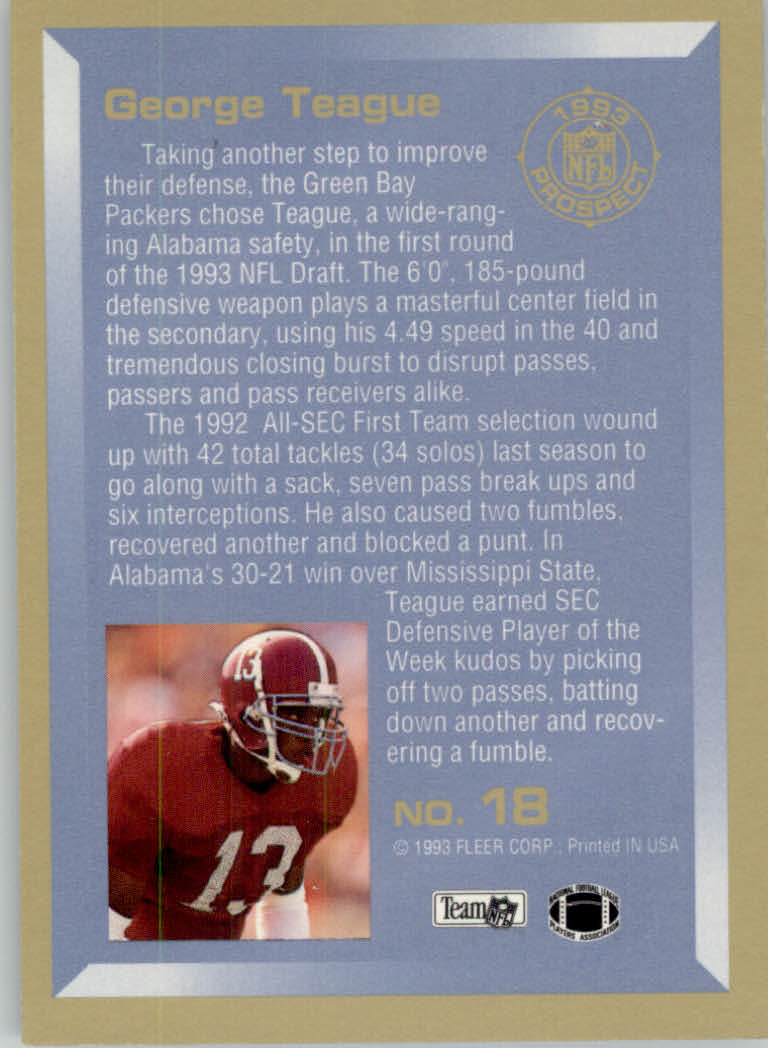 George Teague
1993
NFL
PROSPECT
Taking another step to improve
their defense, the Green Bay
Packers chose Teague, a wide-rang-
ing Alabama safety, in the first round
of the 1993 NFL Draft. The 6'0", 185-pound
defensive weapon plays a masterful center field in
the secondary, using his 4.49 speed in the 40 and
tremendous closing burst to disrupt passes,
passers and pass receivers alike.
The 1992 All-SEC First Team selection wound
up with 42 total tackles (34 solos) last season to
go along with a sack, seven pass break ups and
six interceptions. He also caused two fumbles,
recovered another and blocked a punt. In
Alabama's 30-21 win over Mississippi State,
Teague earned SEC
Defensive Player of the
Week kudos by picking
off two passes, batting
down another and recov-
ering a fumble.
13
13
NO. 18
© 1993 FLEER CORP., Printed IN USA
Team NFL
NATIONAL FOOTBALL LEAGUE
PLAYERS ASSOCIATION